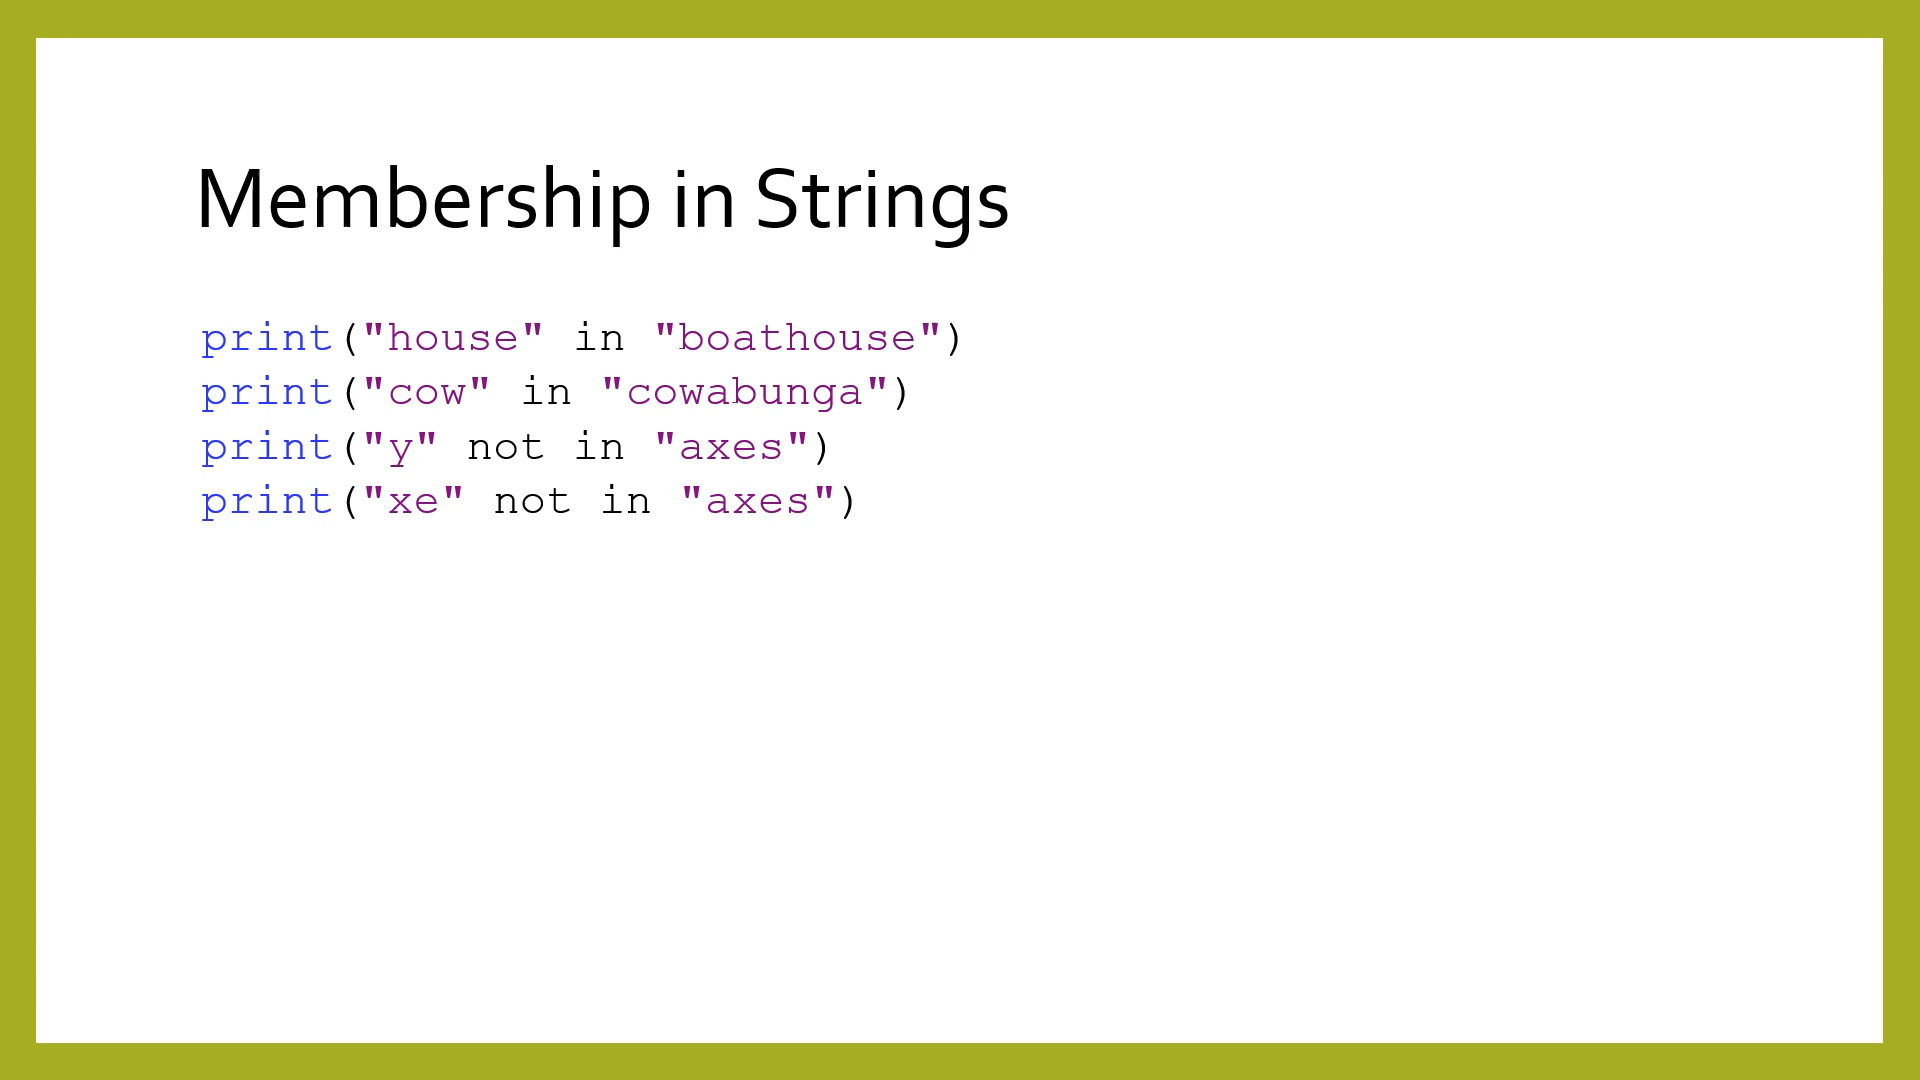 Membership in Strings
print("house" in "boathouse")
print("cow" in "cowabunga")
print("y" not in "axes")
print("xe" not in "axes")